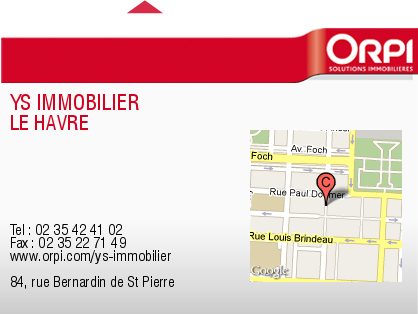 ORPI
SOLUTIONS IMMOBILIÈRES
YS IMMOBILIER
LE HAVRE
Av. Foch
Foch
C
Rue Paul Doumer
Rue Louis Brindeau
Google
Tel : 02 35 42 41 02
Fax : 02 35 22 71 49
www.orpi.com/ys-immobilier
84, rue Bernardin de St Pierre